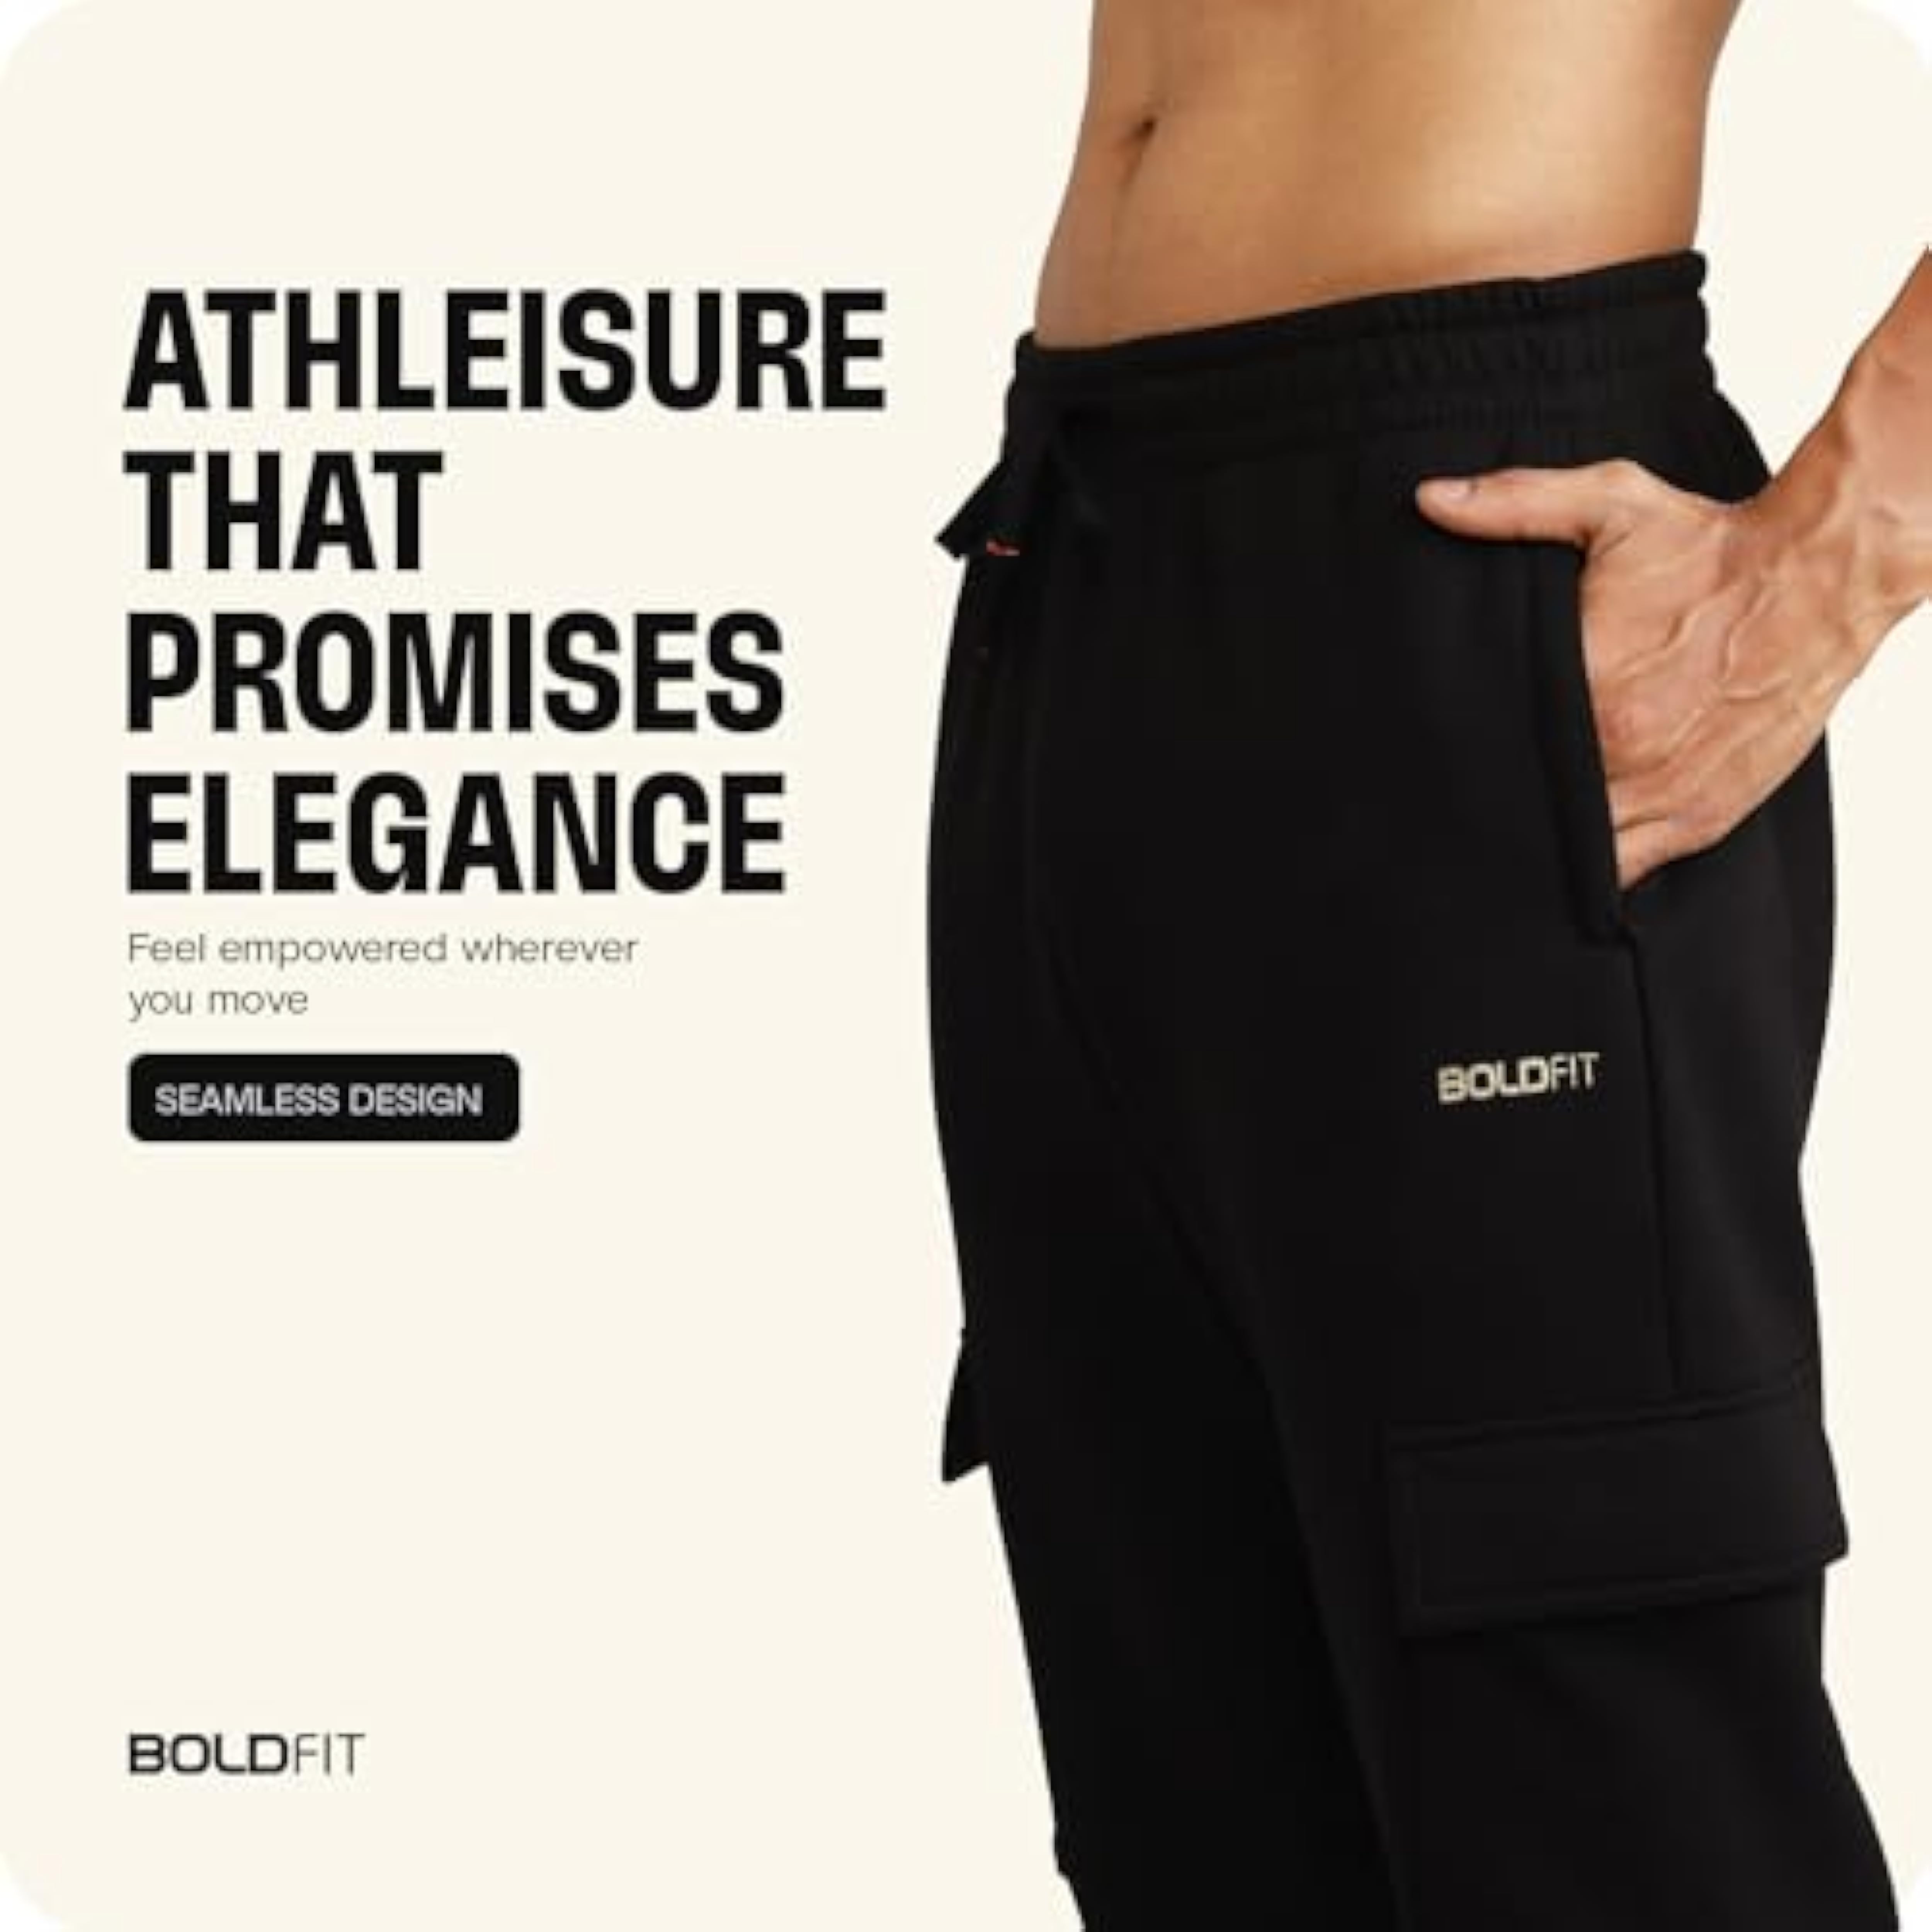 ATHLEISURE
THAT
PROMISES
ELEGANCE
Feel empowered wherever
you move
SEAMLESS DESIGN
BOLDFIT
BOLDFIT